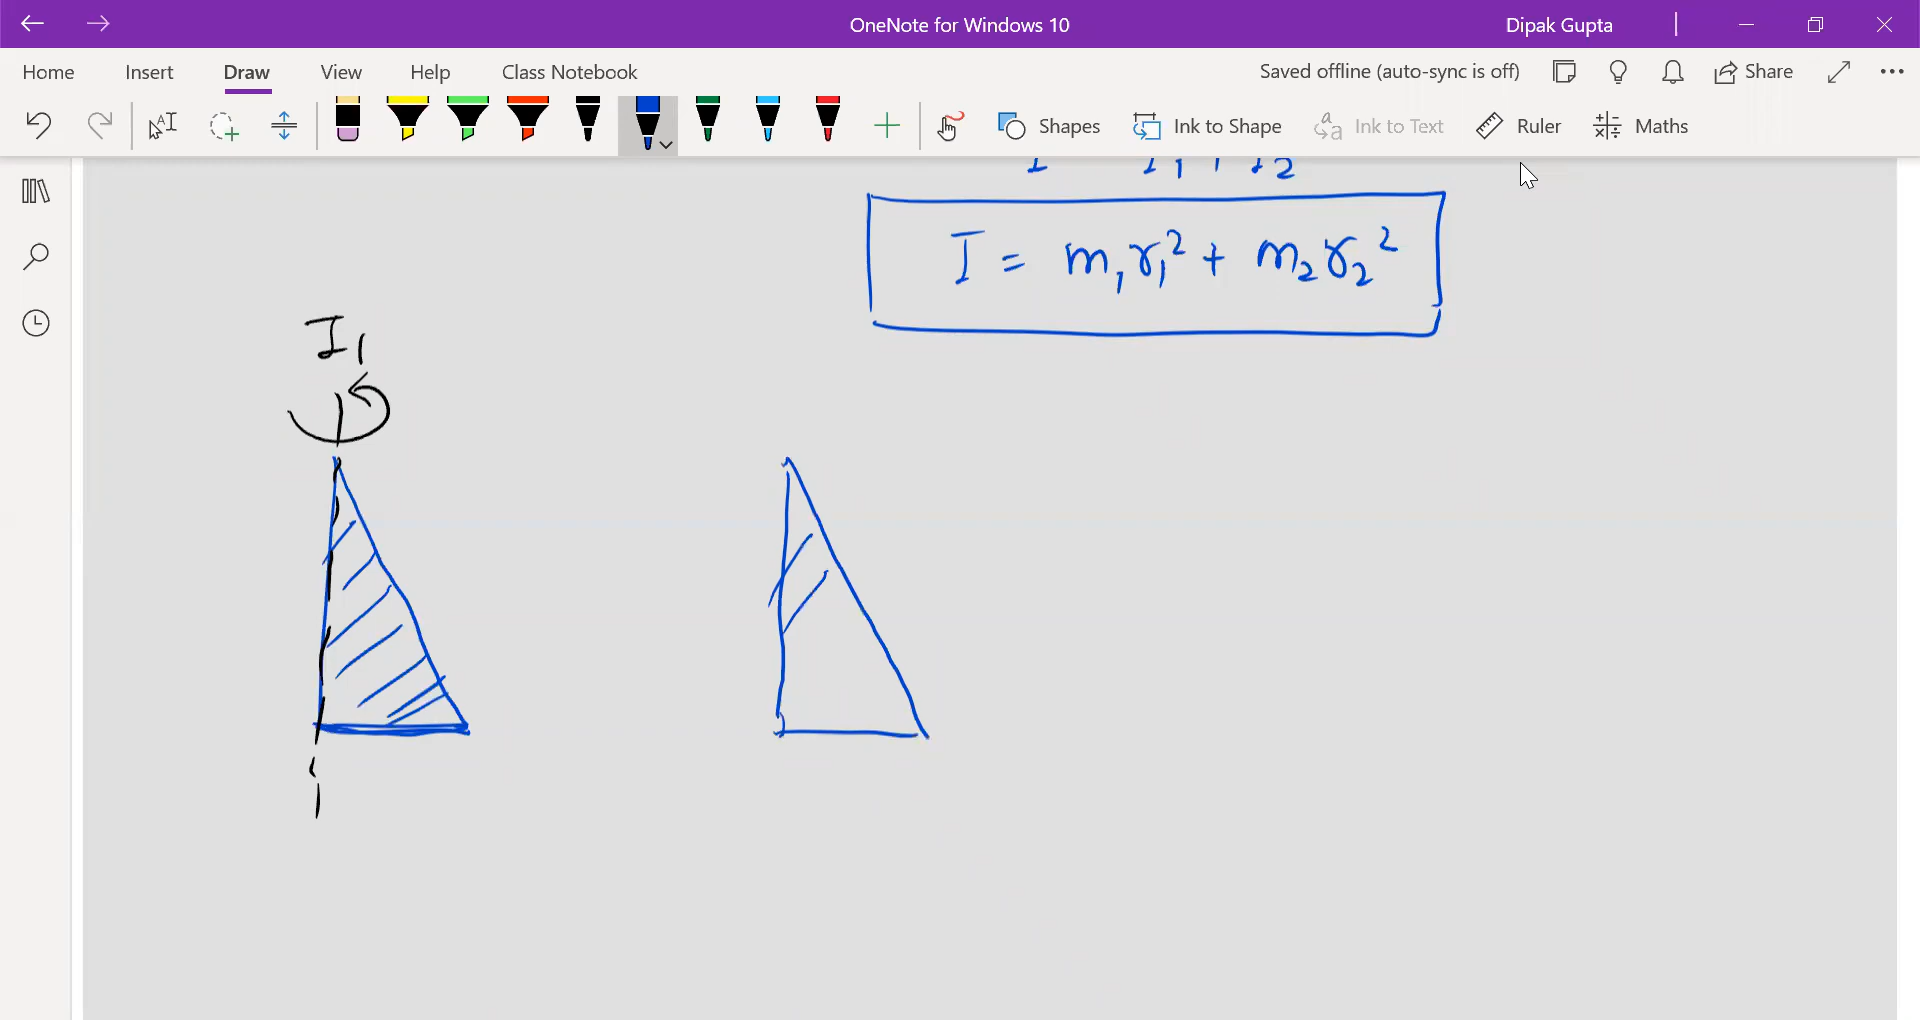 OneNote for Windows 10
Dipak Gupta
Home Insert Draw View Help Class Notebook
Saved offline (auto-sync is off) Share
Shapes Ink to Shape Ink to Text Ruler Maths
I = m₁r₁² + m₂r₂²
I₁